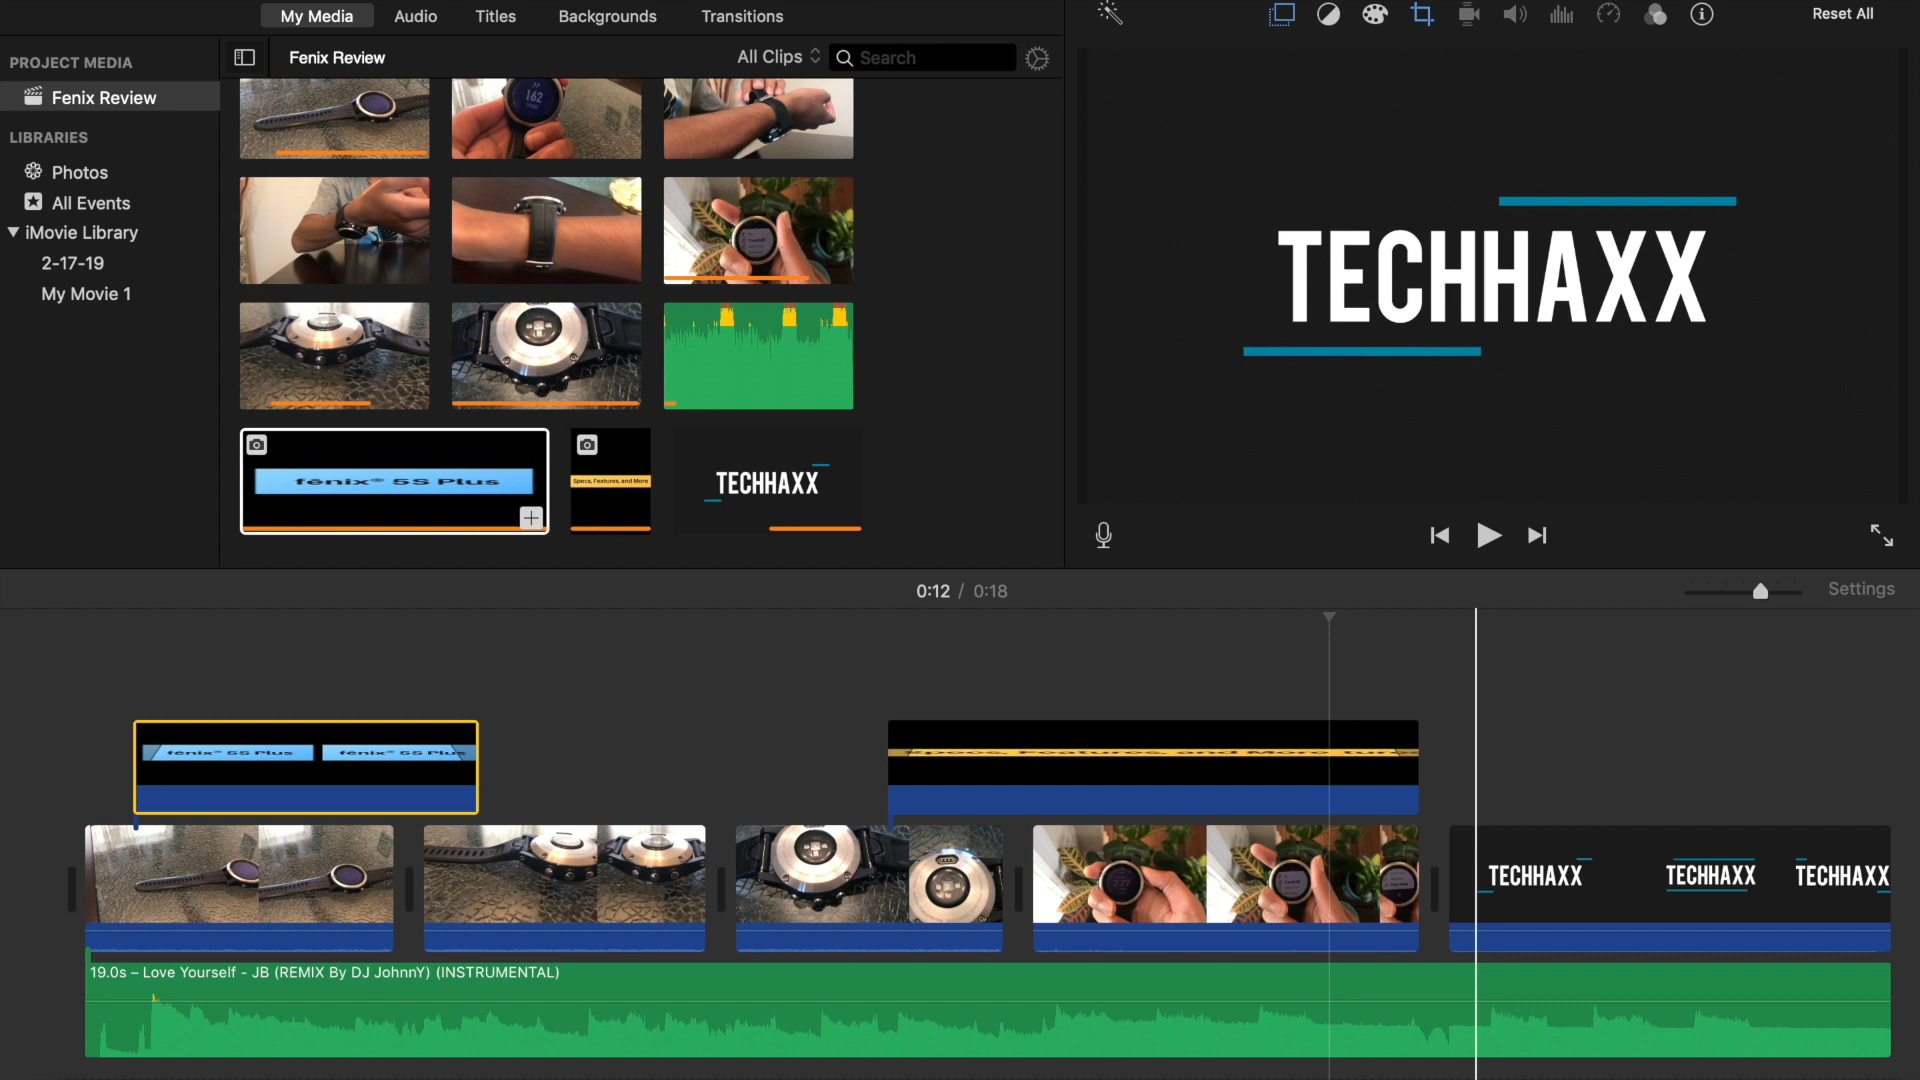 My Media Audio Titles Backgrounds Transitions
Reset All
PROJECT MEDIA
Fenix Review
All Clips
Search
Fenix Review
LIBRARIES
Photos
All Events
iMovie Library
2-17-19
My Movie 1
162
TECHHAXX
fēnix® 5S Plus
Specs, Features, and More
TECHHAXX
0:12 / 0:18
Settings
fēnix® 5S Plus fēnix® 5S Plus
Specs, Features, and More
TECHHAXX TECHHAXX TECHHAXX
19.0s – Love Yourself - JB (REMIX By DJ JohnnY) (INSTRUMENTAL)